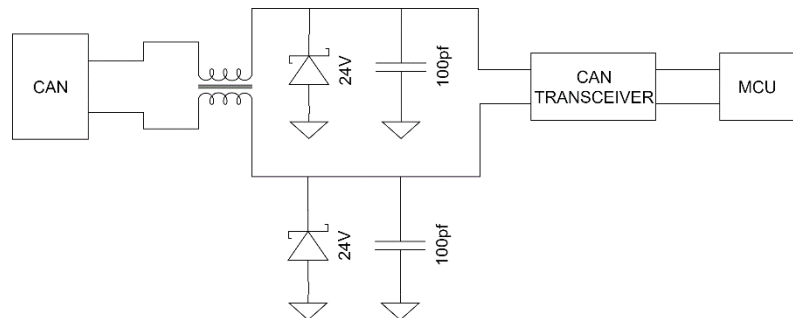 CAN
24V
100pf
CAN
TRANSCEIVER
MCU
24V
100pf